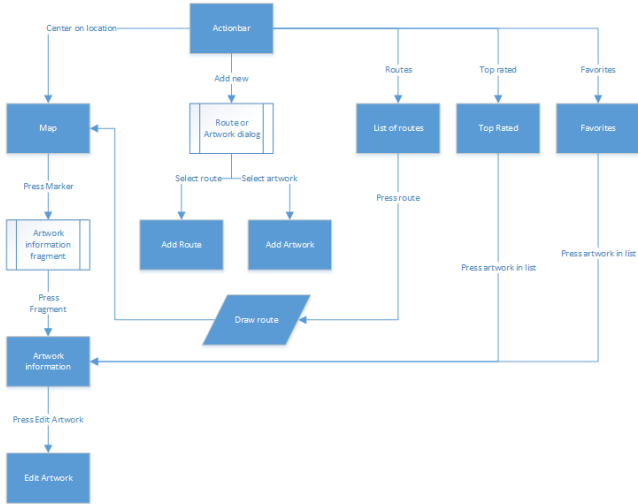 Center on location
Actionbar
Add new
Routes
Top rated
Favorites
Map
Route or
Artwork dialog
List of routes
Top Rated
Favorites
Press Marker
Select route
Select artwork
Press route
Artwork
information
fragment
Add Route
Add Artwork
Press artwork in list
Press artwork in list
Press
Fragment
Draw route
Artwork
information
Press Edit Artwork
Edit Artwork